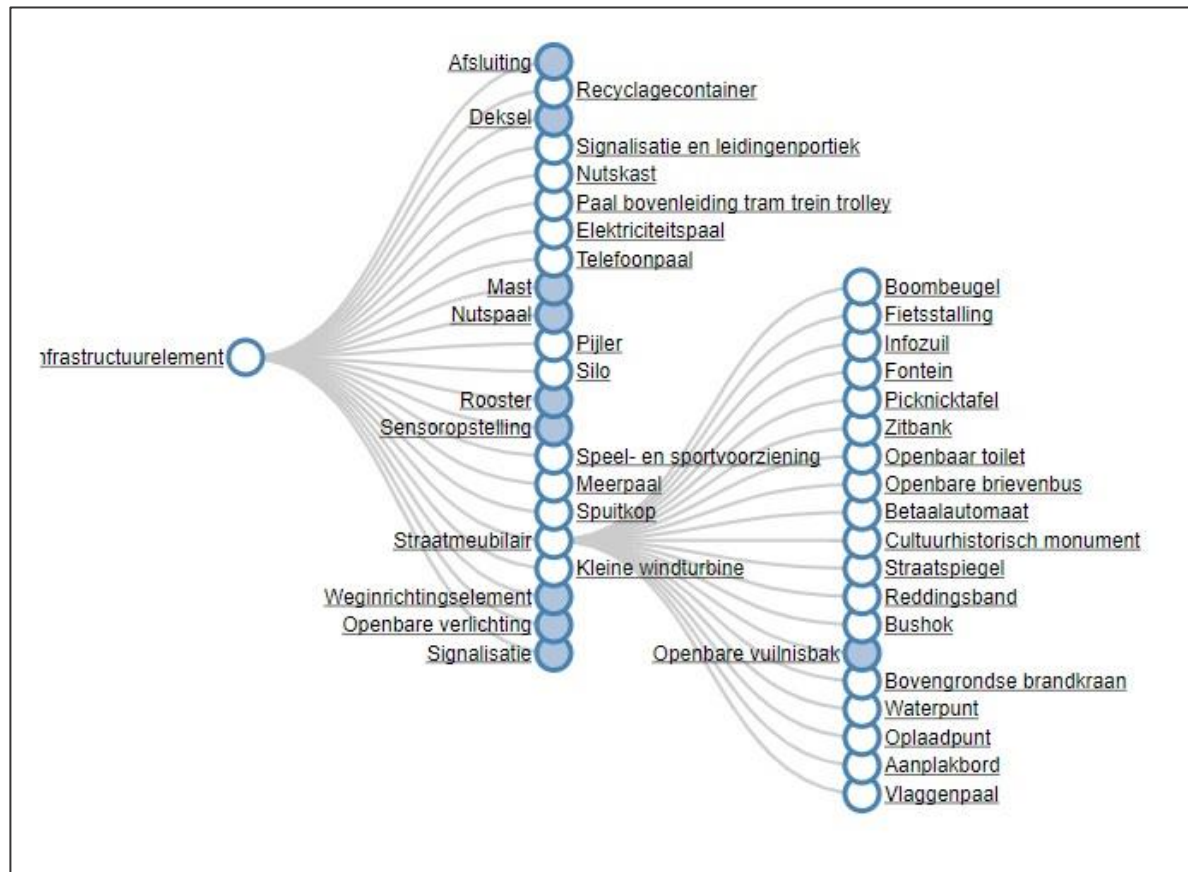 nfrastructuurelement
Afsluiting
Recyclagecontainer
Deksel
Signalisatie en leidingenportiek
Nutskast
Paal bovenleiding tram trein trolley
Elektriciteitspaal
Telefoonpaal
Mast
Nutspaal
Pijler
Silo
Rooster
Sensoropstelling
Speel- en sportvoorziening
Meerpaal
Spuitkop
Straatmeubilair
Kleine windturbine
Weginrichtingselement
Openbare verlichting
Signalisatie
Boombeugel
Fietsstalling
Infozuil
Fontein
Picknicktafel
Zitbank
Openbaar toilet
Openbare brievenbus
Betaalautomaat
Cultuurhistorisch monument
Straatspiegel
Reddingsband
Bushok
Openbare vuilnisbak
Bovengrondse brandkraan
Waterpunt
Oplaadpunt
Aanplakbord
Vlaggenpaal